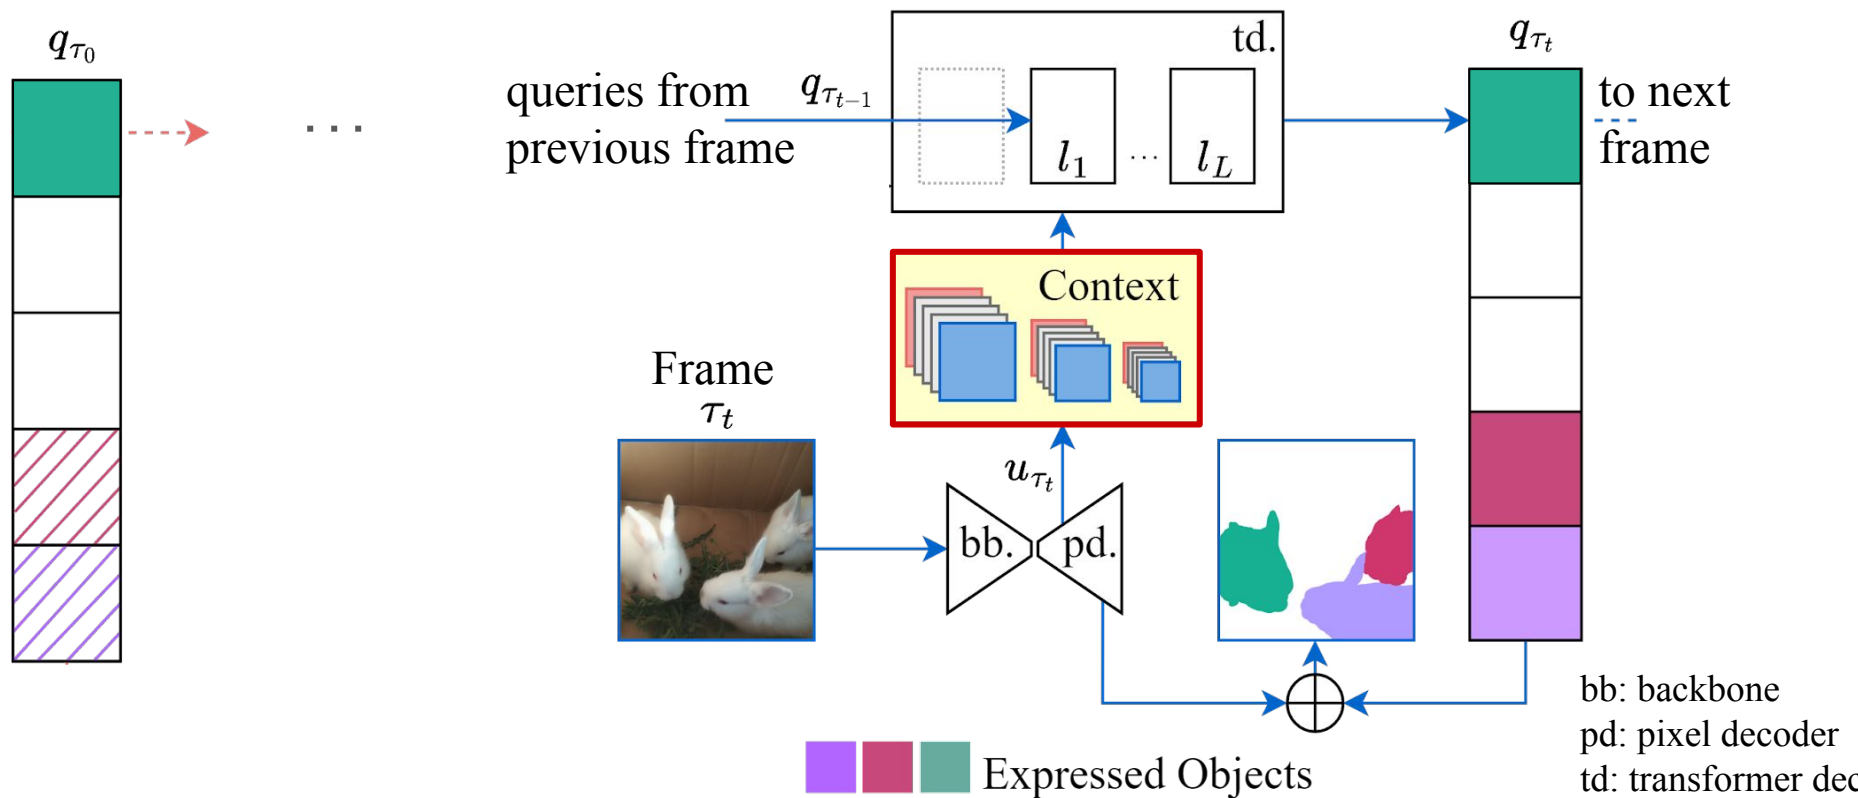 q_{τ_0}
...
queries from
previous frame
q_{τ_{t-1}}
td.
l_1 ... l_L
q_{τ_t}
to next
frame
Context
Frame
τ_t
u_{τ_t}
bb. pd.
Expressed Objects
bb: backbone
pd: pixel decoder
td: transformer dec